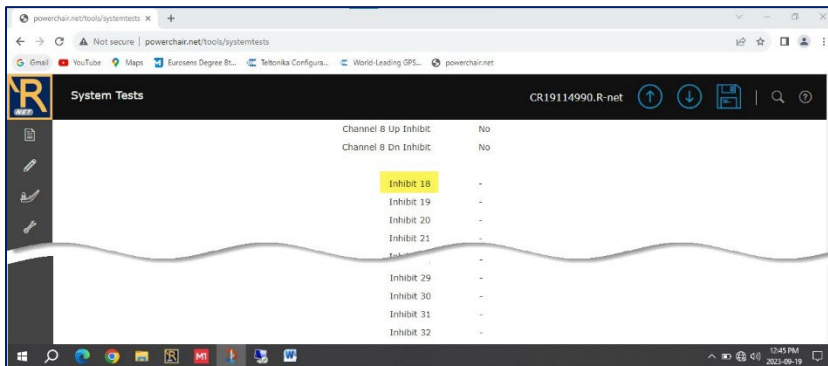 powerchair.net/tools/systemtests
Not secure | powerchair.net/tools/systemtests
Gmail YouTube Maps Eurosens Degree Bt... Teltonika Configura... World-Leading GPS... powerchair.net
R
NET
System Tests
CR19114990.R-net
Channel 8 Up Inhibit No
Channel 8 Dn Inhibit No
Inhibit 18 -
Inhibit 19 -
Inhibit 20 -
Inhibit 21 -
-
Inhibit 29 -
Inhibit 30 -
Inhibit 31 -
Inhibit 32 -
M1
12:45 PM
2023-09-19